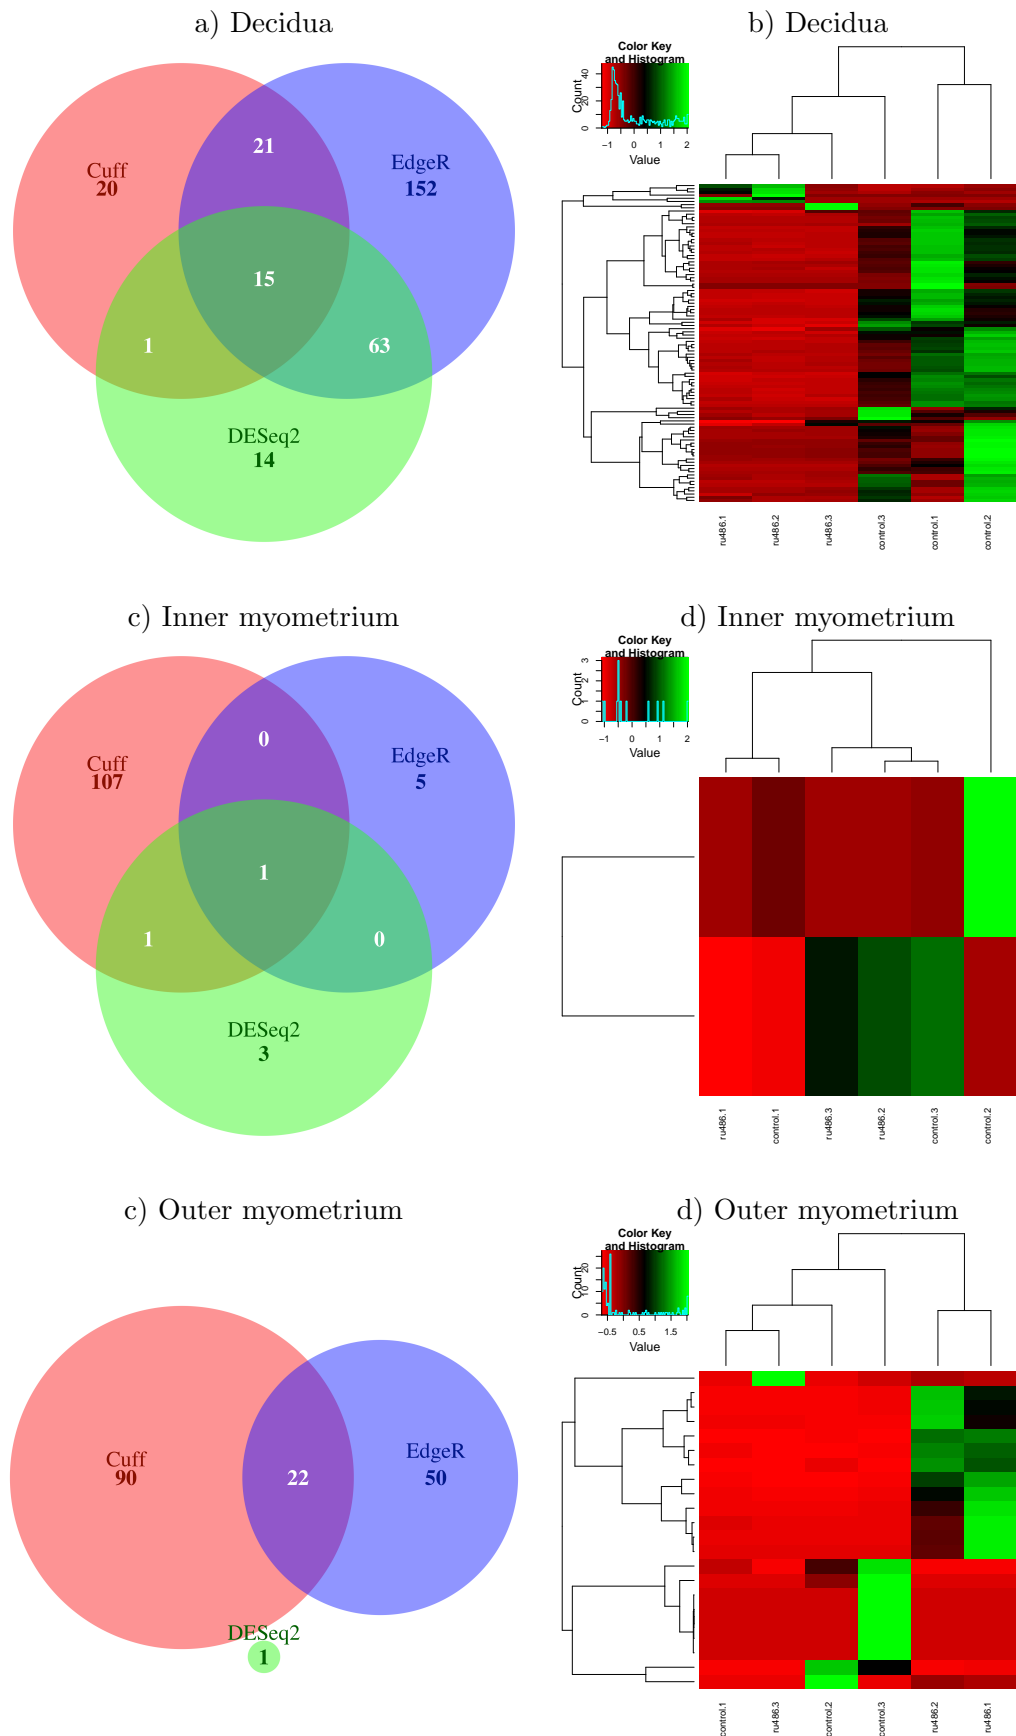 a) Decidua
Cuff
20
21
EdgeR
152
15
1
63
DESeq2
14
b) Decidua
Color Key
and Histogram
Count
0 20 40
−1 0 1 2
Value
ru486.1
ru486.2
ru486.3
control.3
control.1
control.2
c) Inner myometrium
Cuff
107
0
EdgeR
5
1
1
0
DESeq2
3
d) Inner myometrium
Color Key
and Histogram
Count
0 1 2 3
−1 0 1 2
Value
ru486.1
control.1
ru486.3
ru486.2
control.3
control.2
c) Outer myometrium
Cuff
90
22
EdgeR
50
DESeq2
1
d) Outer myometrium
Color Key
and Histogram
Count
0 10 20
−0.5 0.5 1.5
Value
control.1
ru486.3
control.2
control.3
ru486.2
ru486.1